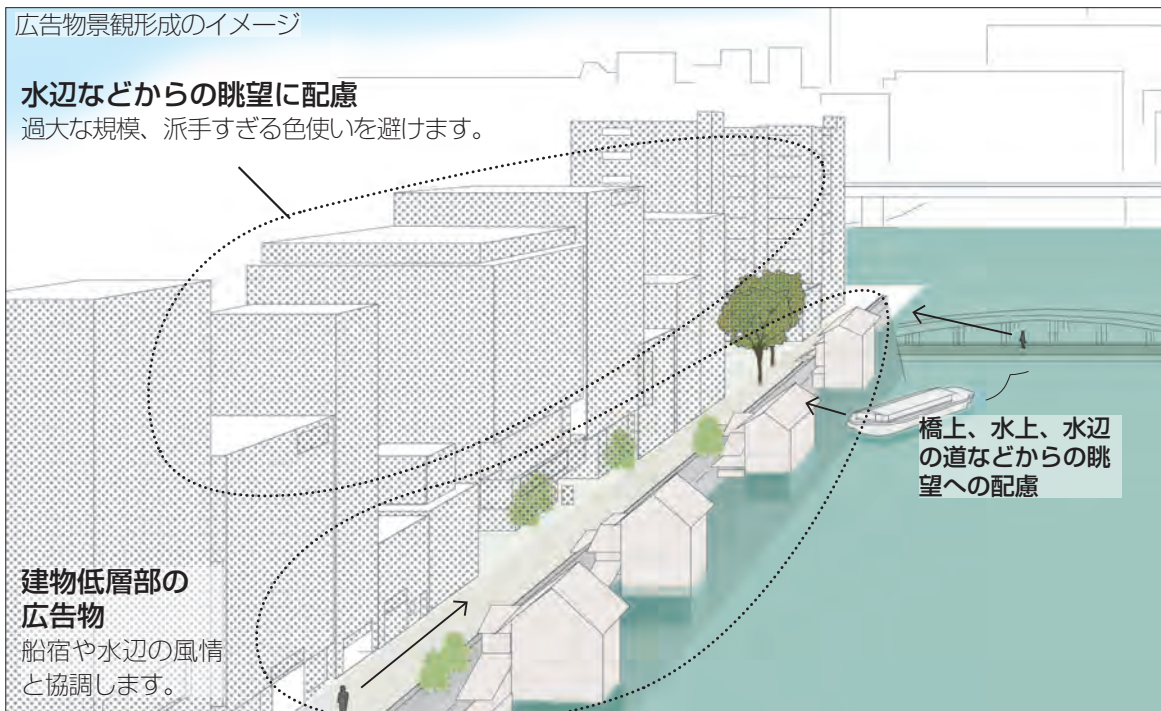 広告物景観形成のイメージ
水辺などからの眺望に配慮
過大な規模、派手すぎる色使いを避けます。
橋上、水上、水辺
の道などからの眺
望への配慮
建物低層部の
広告物
船宿や水辺の風情
と協調します。